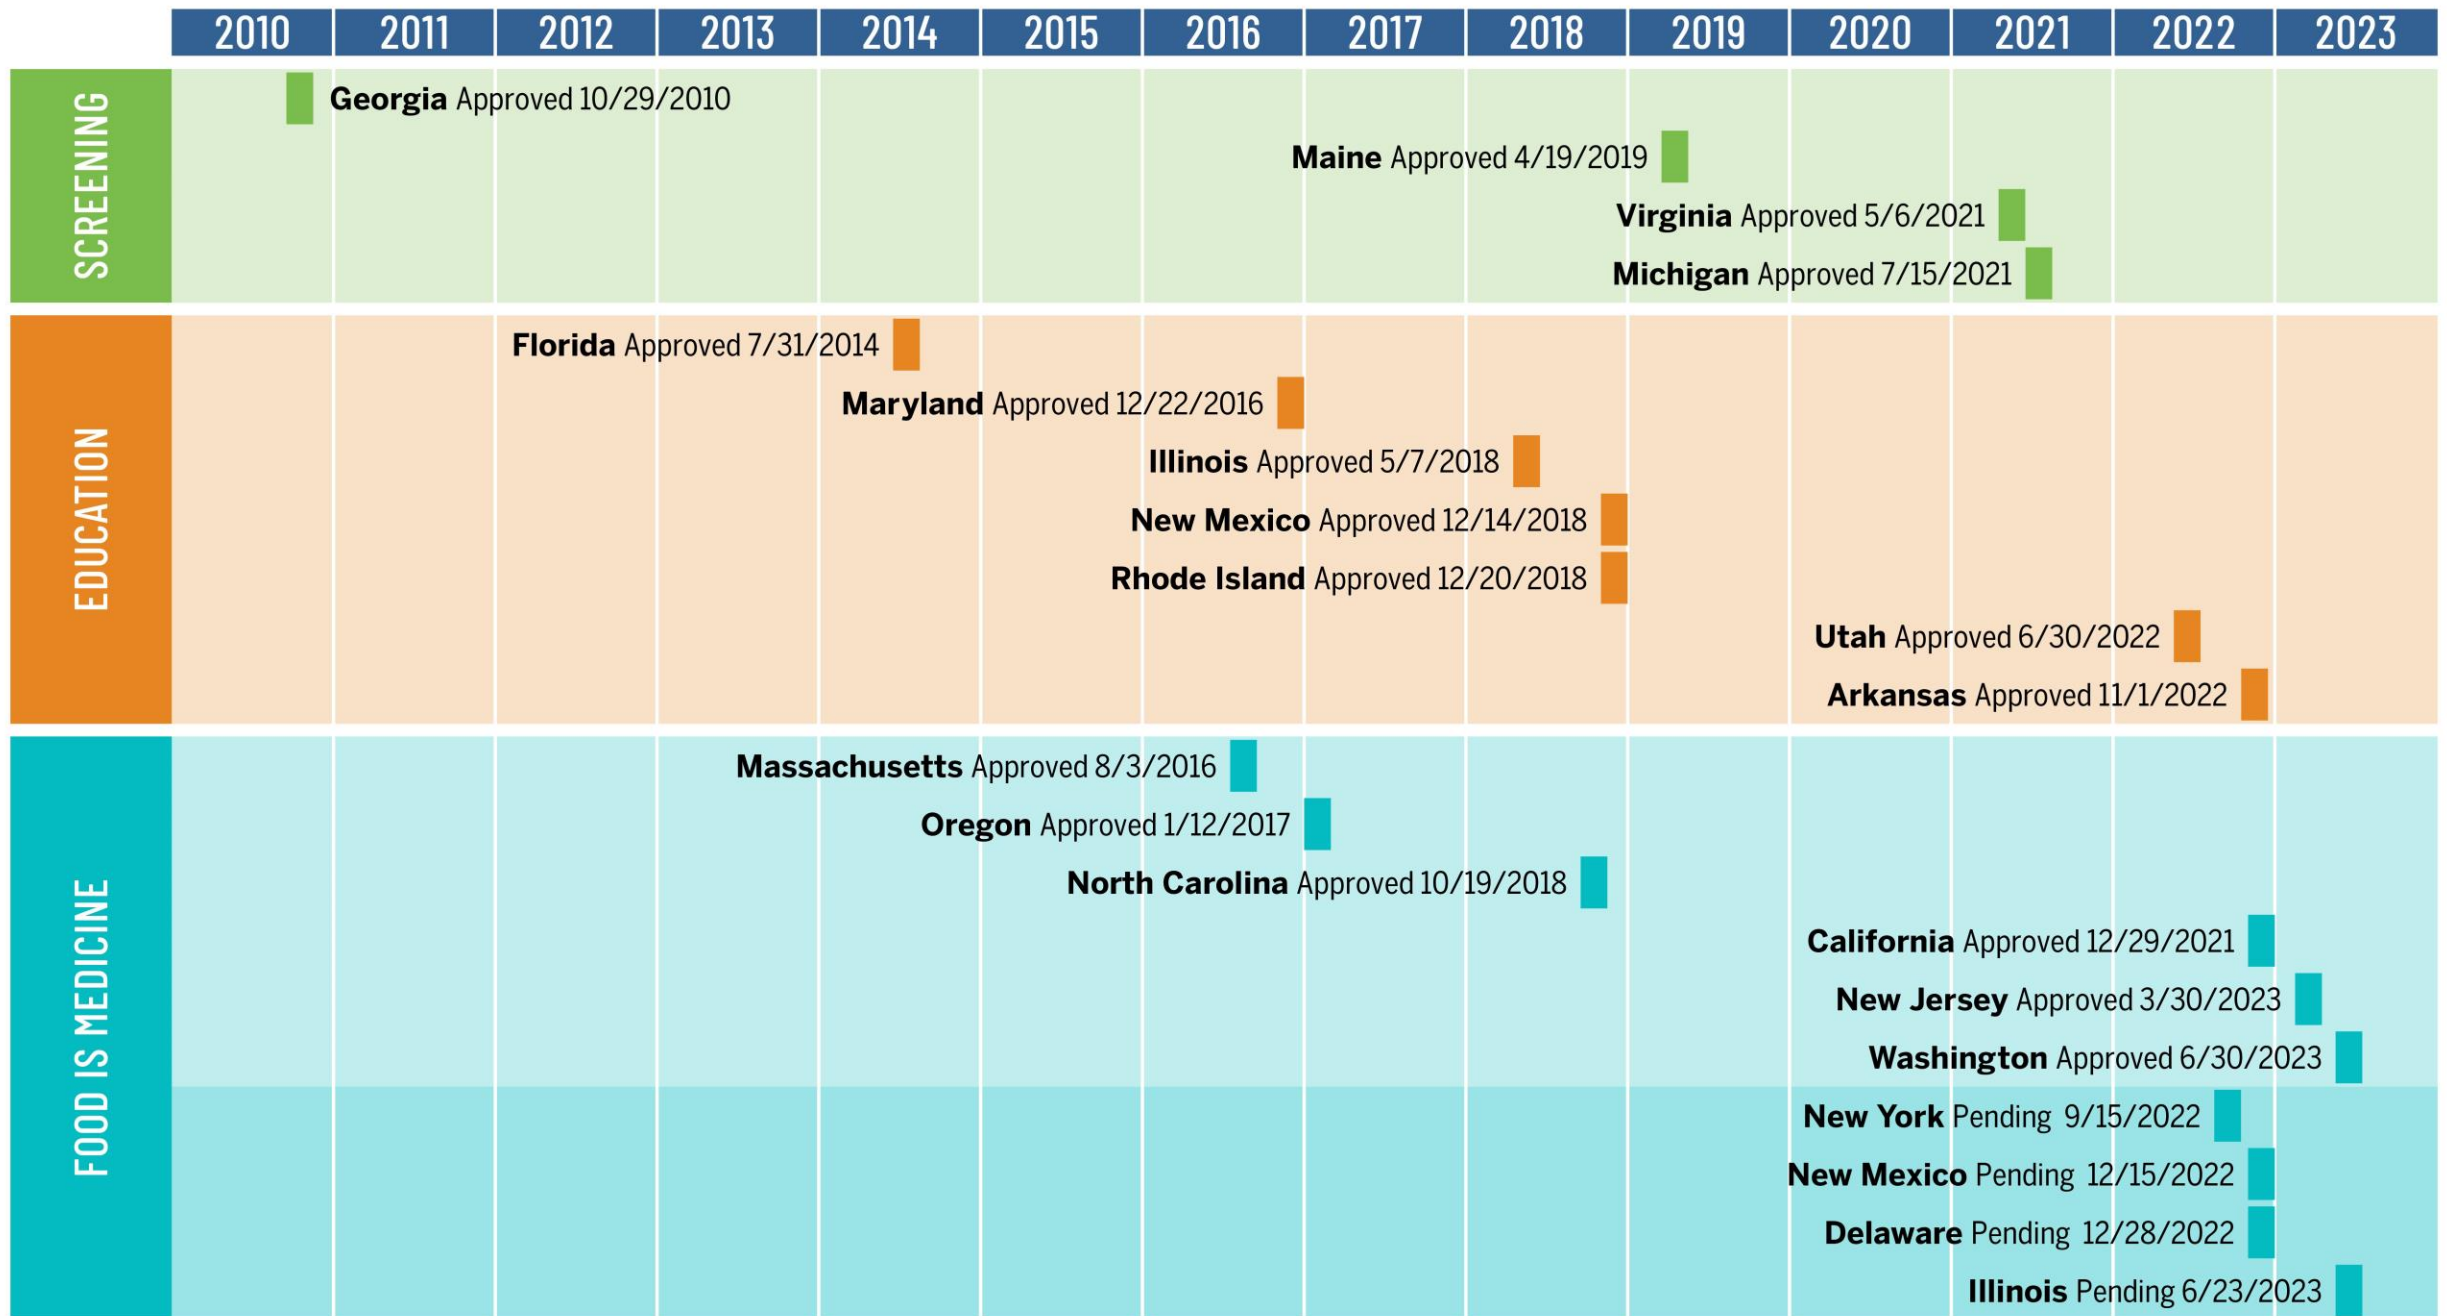 2010 2011 2012 2013 2014 2015 2016 2017 2018 2019 2020 2021 2022 2023
SCREENING
Georgia Approved 10/29/2010
Maine Approved 4/19/2019
Virginia Approved 5/6/2021
Michigan Approved 7/15/2021
EDUCATION
Florida Approved 7/31/2014
Maryland Approved 12/22/2016
Illinois Approved 5/7/2018
New Mexico Approved 12/14/2018
Rhode Island Approved 12/20/2018
Utah Approved 6/30/2022
Arkansas Approved 11/1/2022
FOOD IS MEDICINE
Massachusetts Approved 8/3/2016
Oregon Approved 1/12/2017
North Carolina Approved 10/19/2018
California Approved 12/29/2021
New Jersey Approved 3/30/2023
Washington Approved 6/30/2023
New York Pending 9/15/2022
New Mexico Pending 12/15/2022
Delaware Pending 12/28/2022
Illinois Pending 6/23/2023